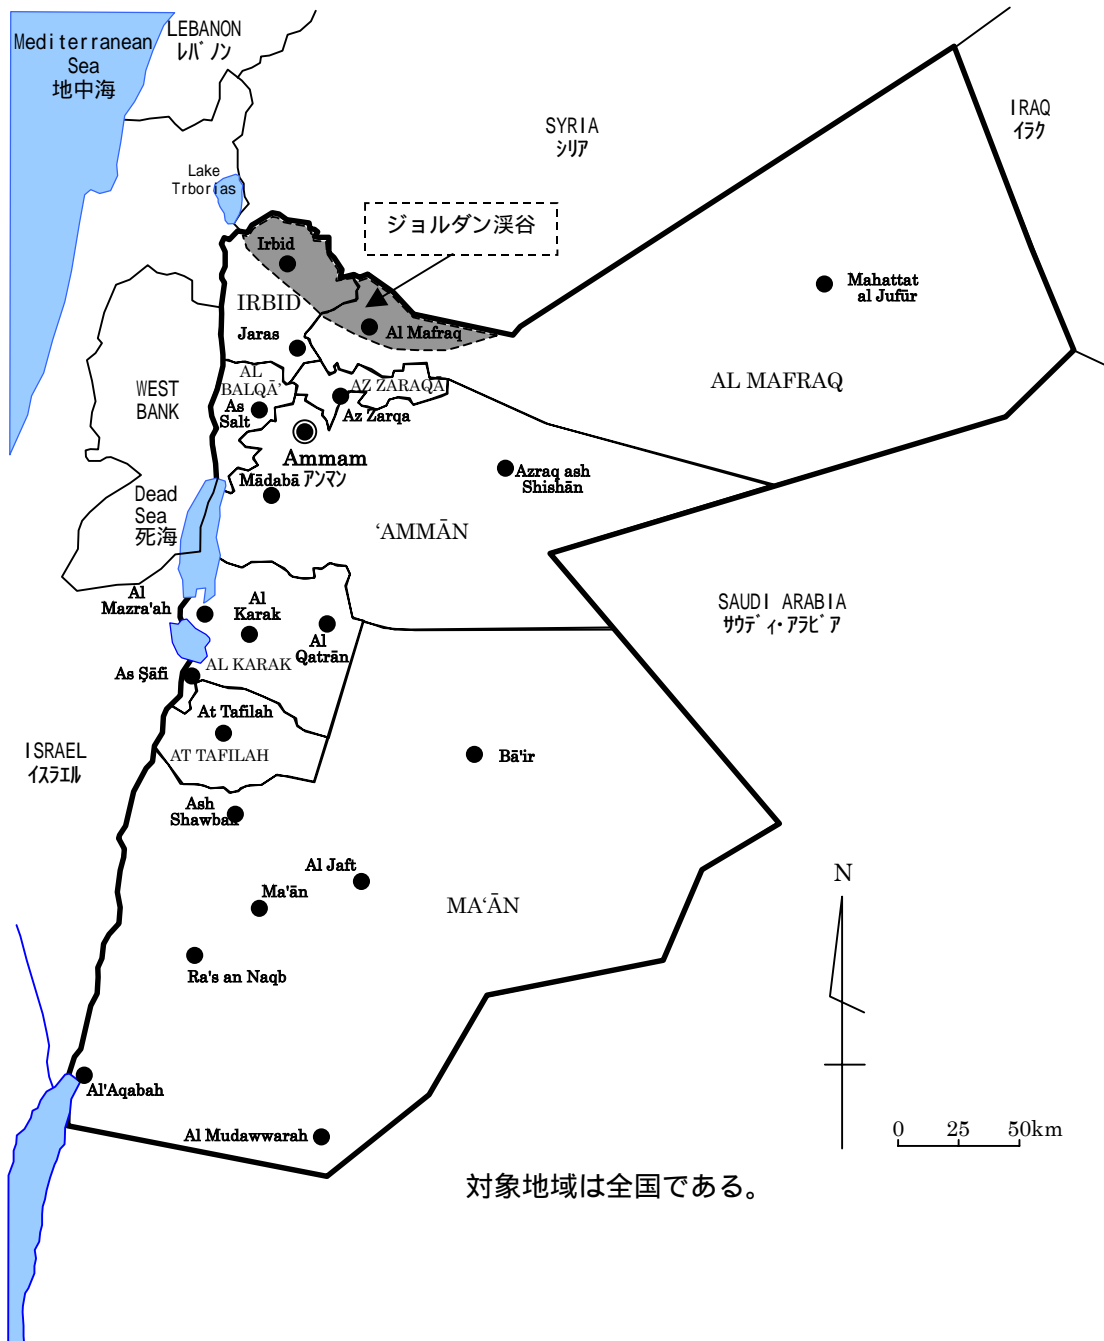 LEBANON
レバノン
Mediterranean
Sea
地中海
SYRIA
シリア
IRAQ
イラク
Lake
Trborias
ジョルダン渓谷
Irbid
IRBID
Mahattat
al Jufūr
Jaras
Al Mafraq
AL
BALQĀ'
AZ ZARAQĀ
AL MAFRAQ
WEST
BANK
As
Salt
Az Zarqa
Ammam
アンマン
Mādabā
Azraq ash
Shishān
Dead
Sea
死海
‘AMMĀN
Al
Mazra'ah
Al
Karak
Al
Qatrān
SAUDI ARABIA
サウディ・アラビア
AL KARAK
As Şāfi
At Tafilah
AT TAFILAH
ISRAEL
イスラエル
Bā'ir
Ash
Shawbak
Al Jaft
Ma'ān
MA‘ĀN
N
Ra's an Naqb
Al'Aqabah
Al Mudawwarah
0 25 50km
対象地域は全国である。